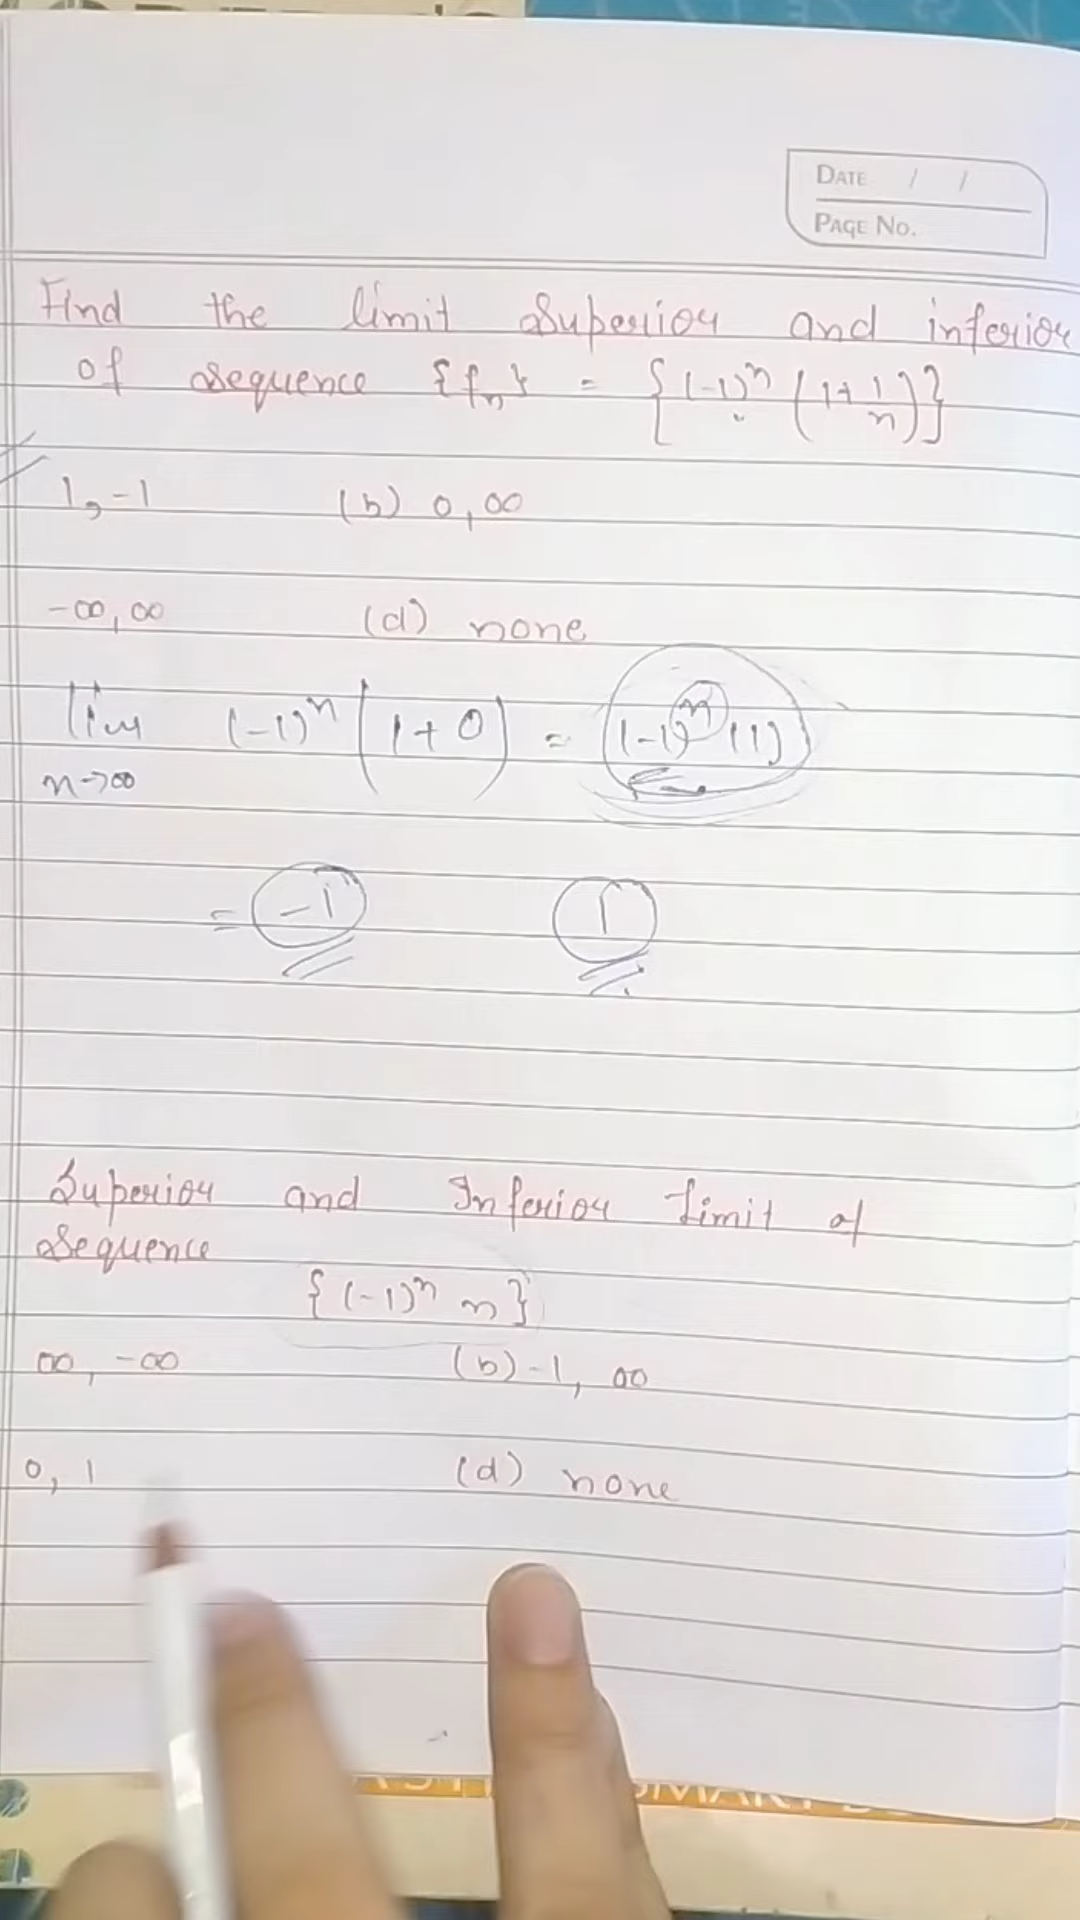 DATE / /
PAGE NO.
Find the limit Superior and inferior
of sequence {fn} = {(-1)ⁿ (1+1/n)}
1, -1 (b) 0, ∞
-∞, ∞ (d) none
lim n→∞ (-1)ⁿ (1+0) = (-1)ⁿ (1)
= -1 1
Superior and Inferior limit of
Sequence
{(-1)ⁿ n}
∞, -∞ (b) -1, ∞
0, 1 (d) none